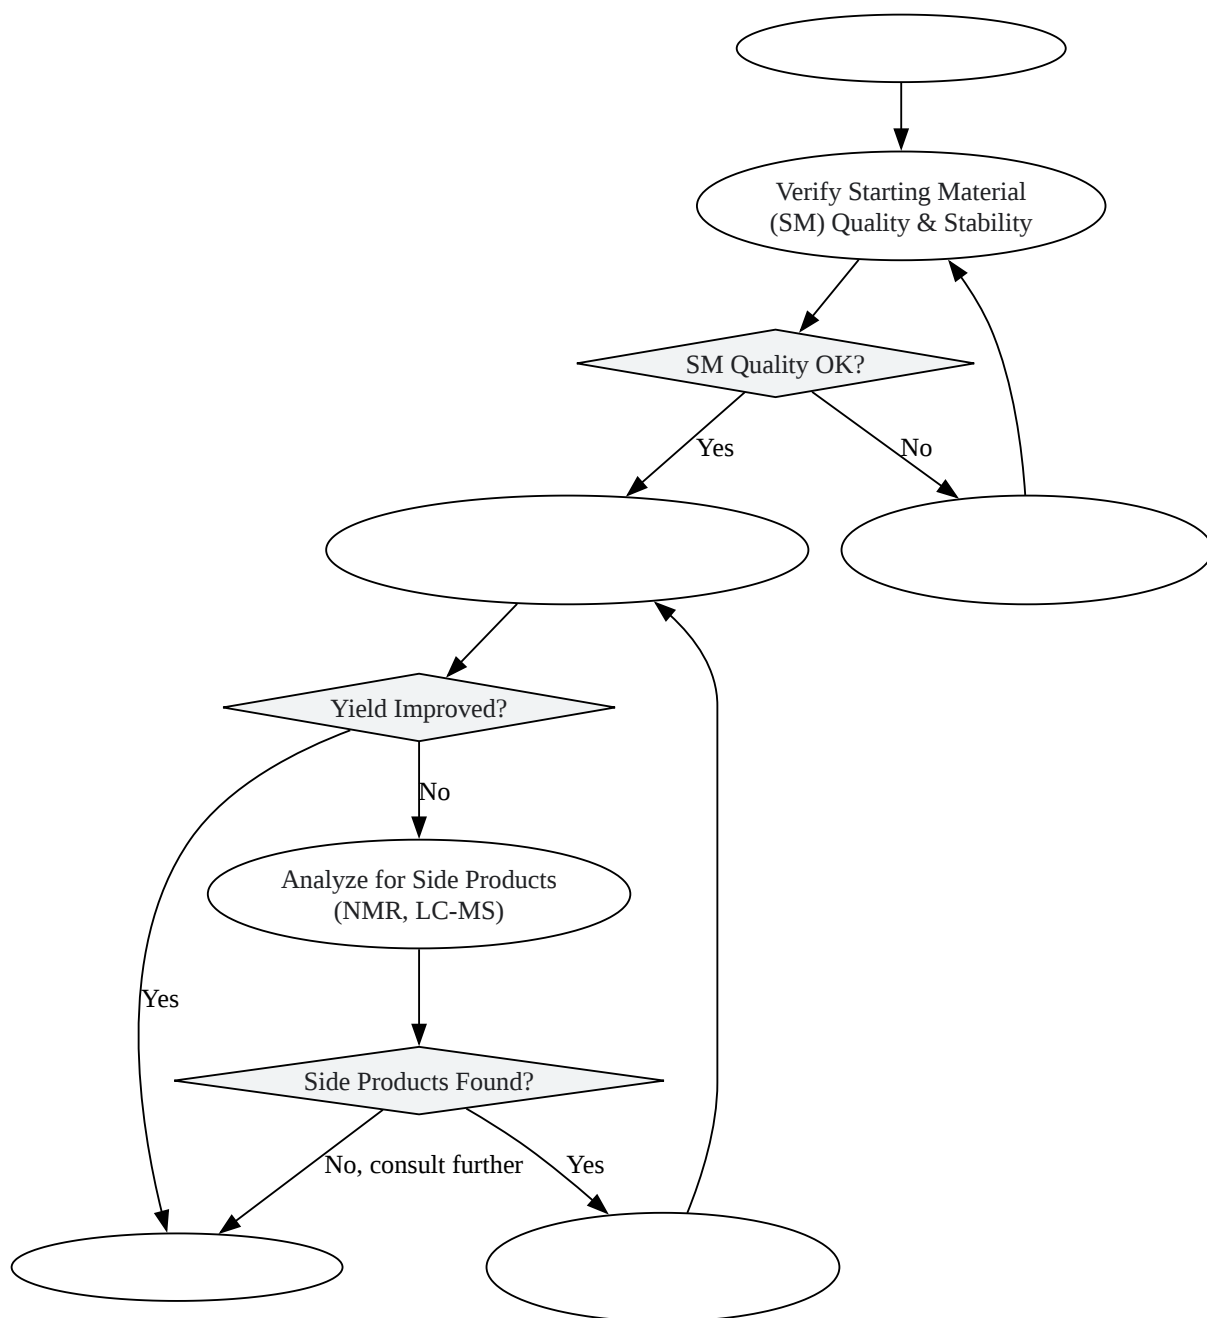 Verify Starting Material
(SM) Quality & Stability
SM Quality OK?
Yes
No
Yield Improved?
No
Analyze for Side Products
(NMR, LC-MS)
Yes
Side Products Found?
No, consult further
Yes